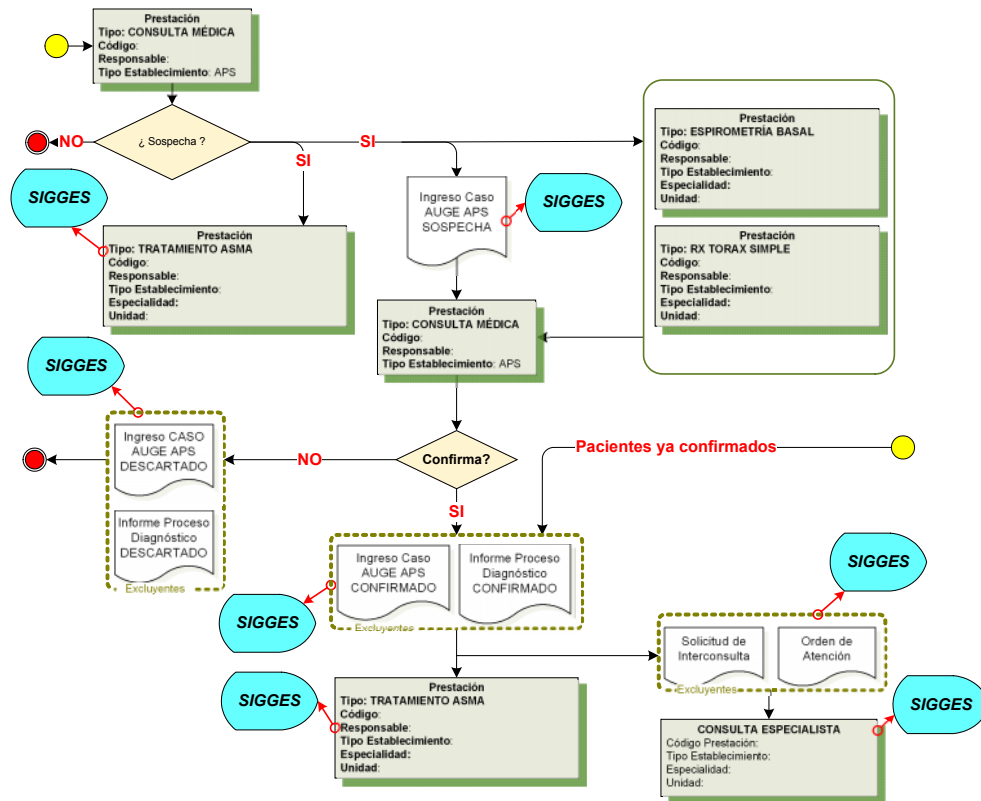 Prestación
Tipo: CONSULTA MÉDICA
Código:
Responsable:
Tipo Establecimiento: APS
¿ Sospecha ?
NO
SI
SI
SIGGES
Prestación
Tipo: ESPIROMETRÍA BASAL
Código:
Responsable:
Tipo Establecimiento:
Especialidad:
Unidad:
Ingreso Caso
AUGE APS
SOSPECHA
SIGGES
Prestación
Tipo: TRATAMIENTO ASMA
Código:
Responsable:
Tipo Establecimiento:
Especialidad:
Unidad:
Prestación
Tipo: RX TORAX SIMPLE
Código:
Responsable:
Tipo Establecimiento:
Especialidad:
Unidad:
Prestación
Tipo: CONSULTA MÉDICA
Código:
Responsable:
Tipo Establecimiento: APS
SIGGES
Ingreso CASO
AUGE APS
DESCARTADO
Informe Proceso
Diagnóstico
DESCARTADO
Excluyentes
NO
Confirma?
Pacientes ya confirmados
SI
Ingreso Caso
AUGE APS
CONFIRMADO
Informe Proceso
Diagnóstico
CONFIRMADO
Excluyentes
SIGGES
SIGGES
Solicitud de
Interconsulta
Orden de
Atención
Excluyentes
SIGGES
Prestación
Tipo: TRATAMIENTO ASMA
Código:
Responsable:
Tipo Establecimiento:
Especialidad:
Unidad:
SIGGES
CONSULTA ESPECIALISTA
Código Prestación:
Tipo Establecimiento:
Especialidad:
Unidad: